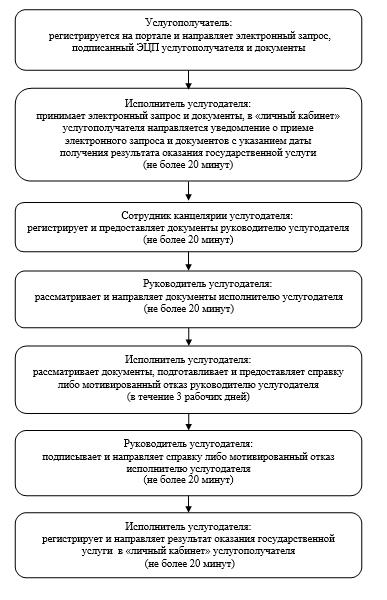 Услугополучатель:
регистрируется на портале и направляет электронный запрос,
подписанный ЭЦП услугополучателя и документы
Исполнитель услугодателя:
принимает электронный запрос и документы, в «личный кабинет»
услугополучателя направляется уведомление о приеме
электронного запроса и документов с указанием даты
получения результата оказания государственной услуги
(не более 20 минут)
Сотрудник канцелярии услугодателя:
регистрирует и предоставляет документы руководителю услугодателя
(не более 20 минут)
Руководитель услугодателя:
рассматривает и направляет документы исполнителю услугодателя
(не более 20 минут)
Исполнитель услугодателя:
рассматривает документы, подготавливает и предоставляет справку
либо мотивированный отказ руководителю услугодателя
(в течение 3 рабочих дней)
Руководитель услугодателя:
подписывает и направляет справку либо мотивированный отказ
исполнителю услугодателя
(не более 20 минут)
Исполнитель услугодателя:
регистрирует и направляет результат оказания государственной
услуги в «личный кабинет» услугополучателя
(не более 20 минут)